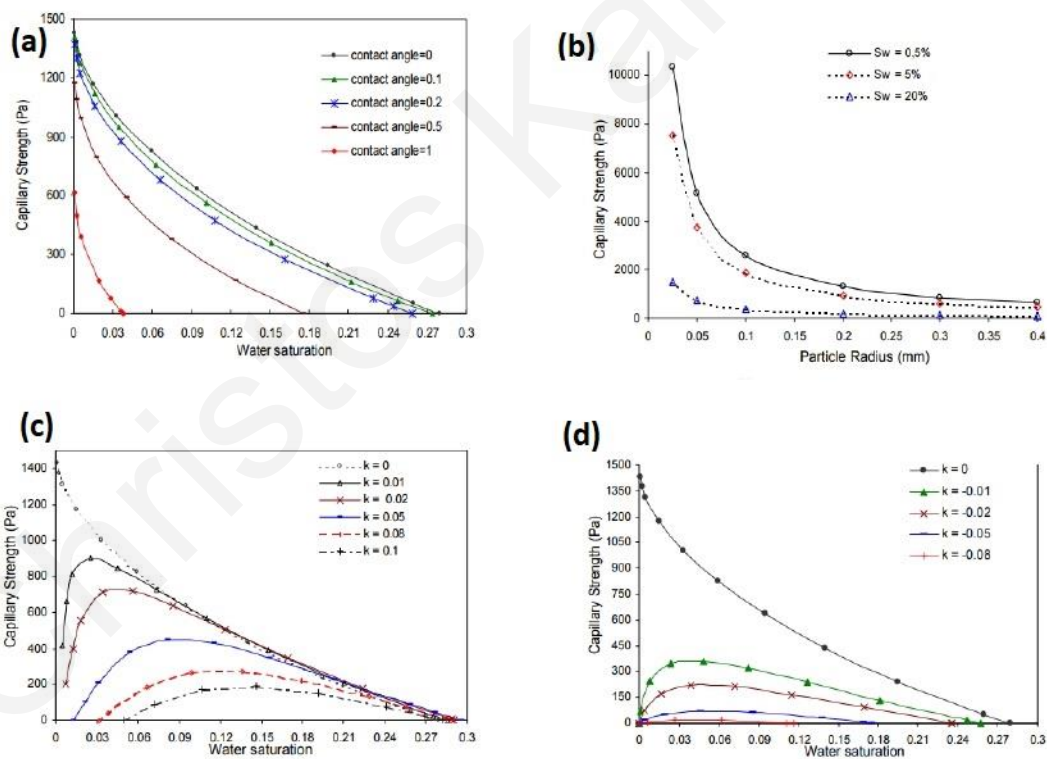 (a)
1500
1200
900
600
300
0
Capillary Strength (Pa)
contact angle=0
contact angle=0.1
contact angle=0.2
contact angle=0.5
contact angle=1
0 0.03 0.06 0.09 0.12 0.15 0.18 0.21 0.24 0.27 0.3
Water saturation
(b)
10000
8000
6000
4000
2000
0
Capillary Strength (Pa)
Sw = 0,5%
Sw = 5%
Sw = 20%
0 0.05 0.1 0.15 0.2 0.25 0.3 0.35 0.4
Particle Radius (mm)
(c)
1400
1200
1000
800
600
400
200
0
Capillary Strength (Pa)
k = 0
k = 0.01
k = 0.02
k = 0.05
k = 0.08
k = 0.1
0 0.03 0.06 0.09 0.12 0.15 0.18 0.21 0.24 0.27 0.3
Water saturation
(d)
1500
1350
1200
1050
900
750
600
450
300
150
0
Capillary Strength (Pa)
k = 0
k = -0.01
k = -0.02
k = -0.05
k = -0.08
0 0.03 0.06 0.09 0.12 0.15 0.18 0.21 0.24 0.27 0.3
Water saturation
Christos Kar